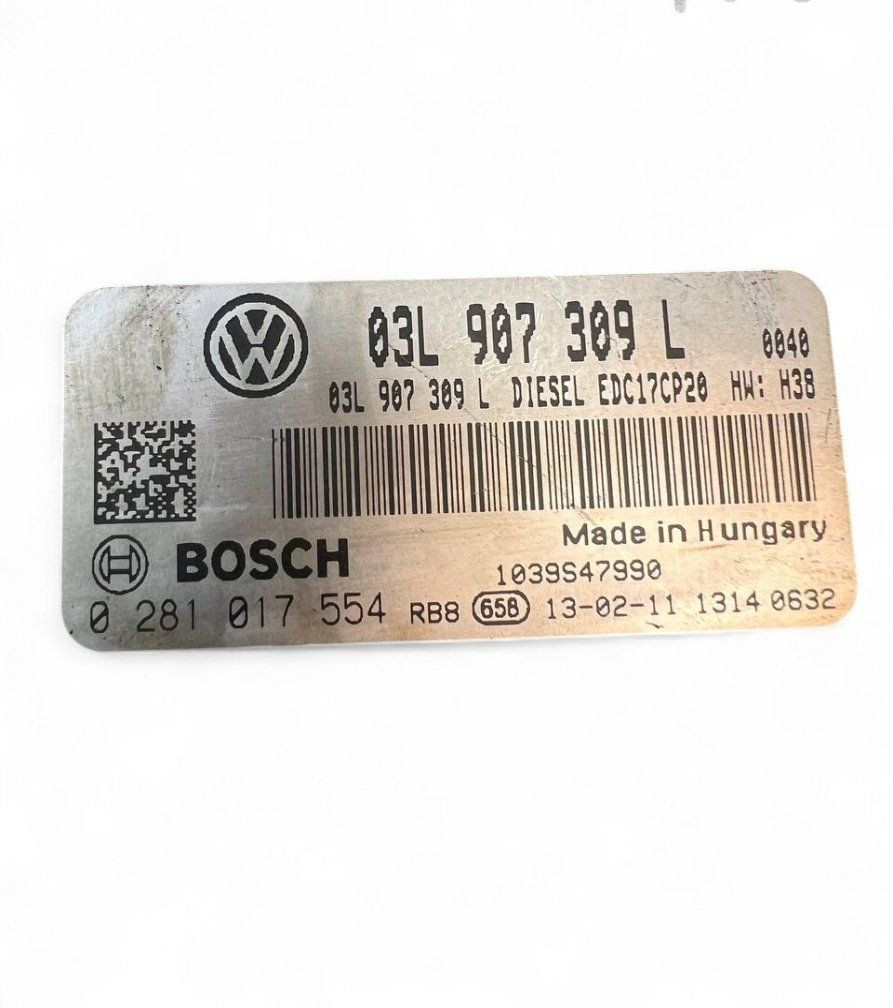 03L 907 309 L 0040
03L 907 309 L DIESEL EDC17CP20 HW: H38
Made in Hungary
BOSCH
1039S47990
0 281 017 554 RB8 658 13-02-11 1314 0632